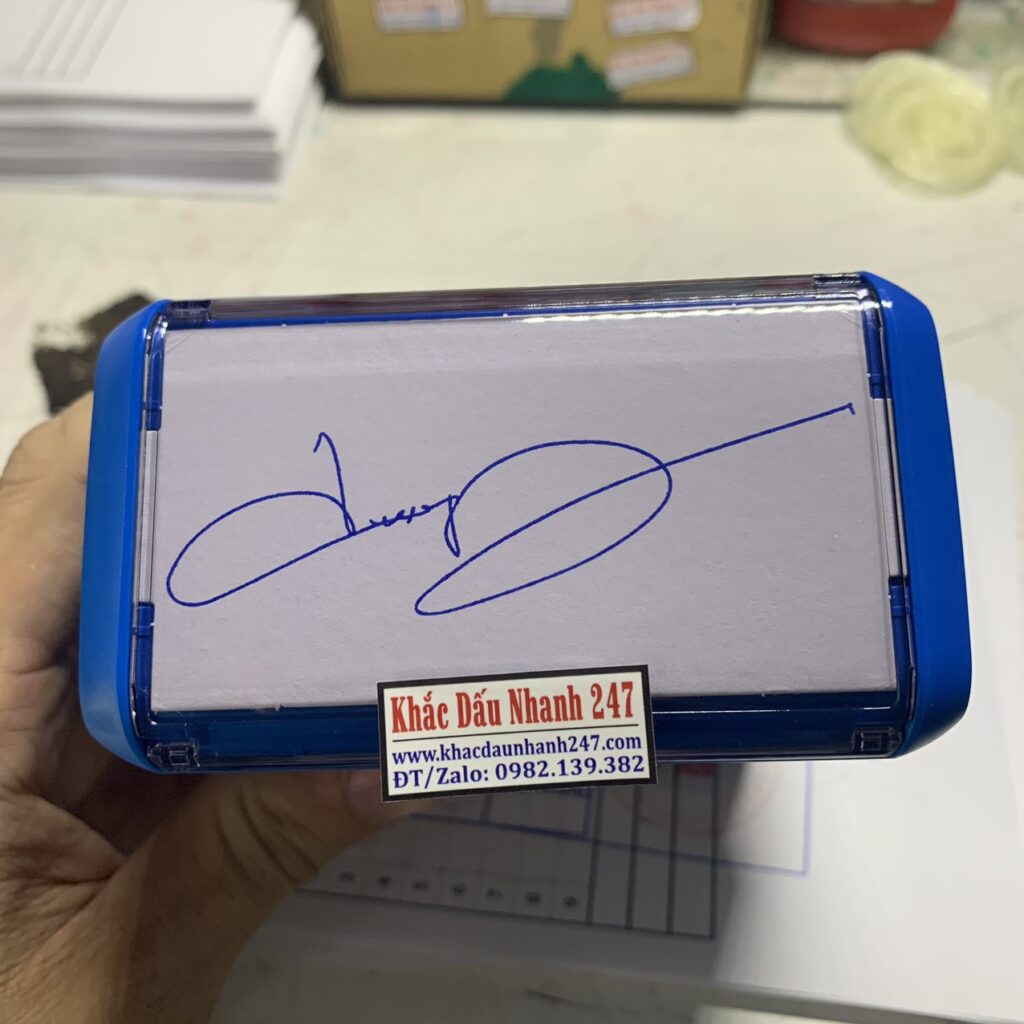 Khắc Dấu Nhanh 247
www.khacdaunhanh247.com
ĐT/Zalo: 0982.139.382